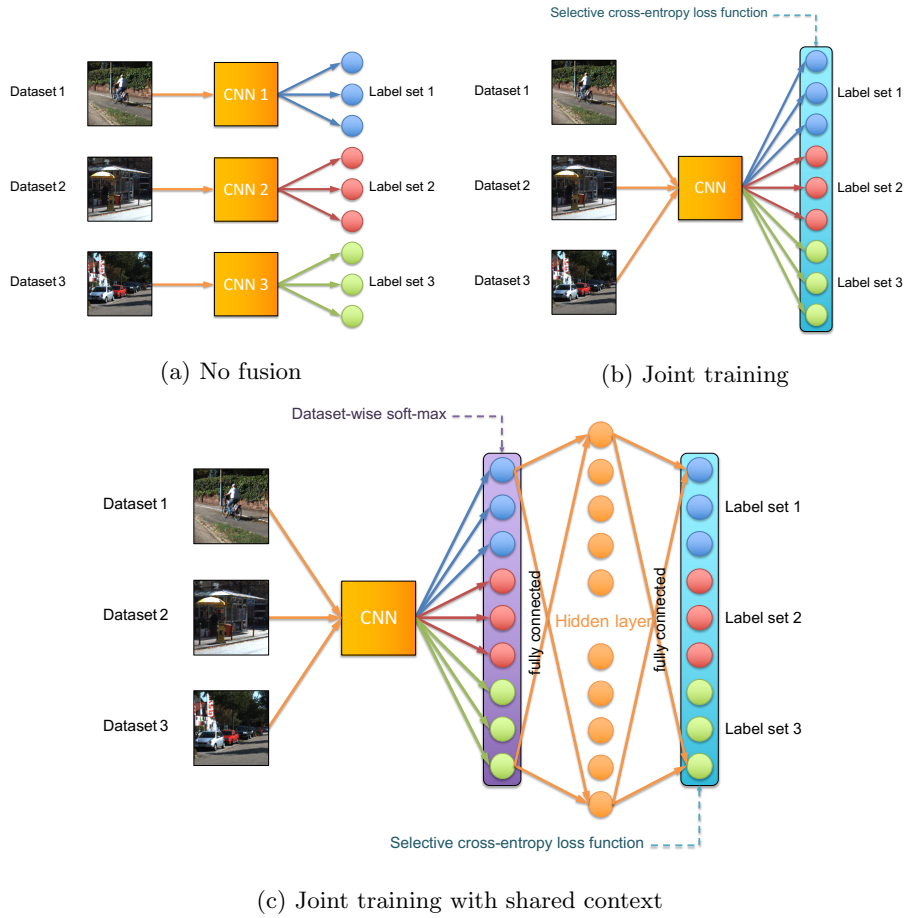 Dataset 1
CNN 1
Label set 1
Dataset 2
CNN 2
Label set 2
Dataset 3
CNN 3
Label set 3
(a) No fusion
Selective cross-entropy loss function
Dataset 1
Label set 1
Dataset 2
CNN
Label set 2
Dataset 3
Label set 3
(b) Joint training
Dataset-wise soft-max
Dataset 1
Label set 1
Dataset 2
CNN
fully connected
Hidden layer
fully connected
Label set 2
Dataset 3
Label set 3
Selective cross-entropy loss function
(c) Joint training with shared context